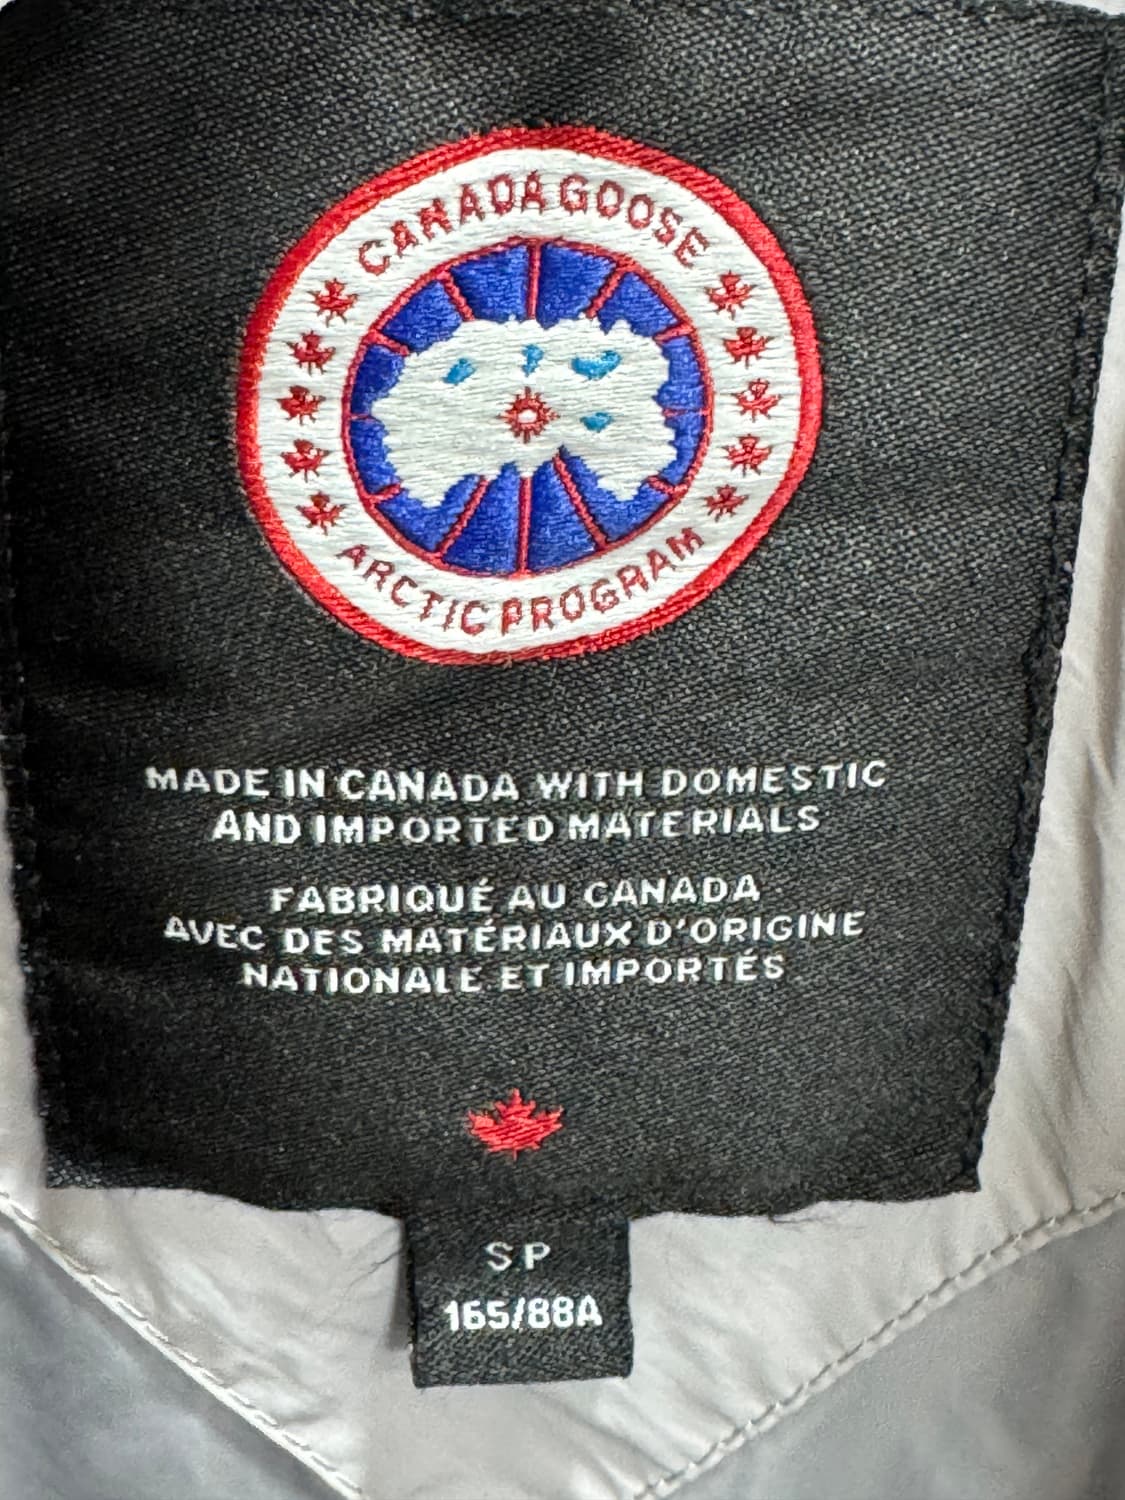 CANADA GOOSE
ARCTIC PROGRAM
MADE IN CANADA WITH DOMESTIC
AND IMPORTED MATERIALS
FABRIQUÉ AU CANADA
AVEC DES MATÉRIAUX D'ORIGINE
NATIONALE ET IMPORTÉS
SP
165/88A